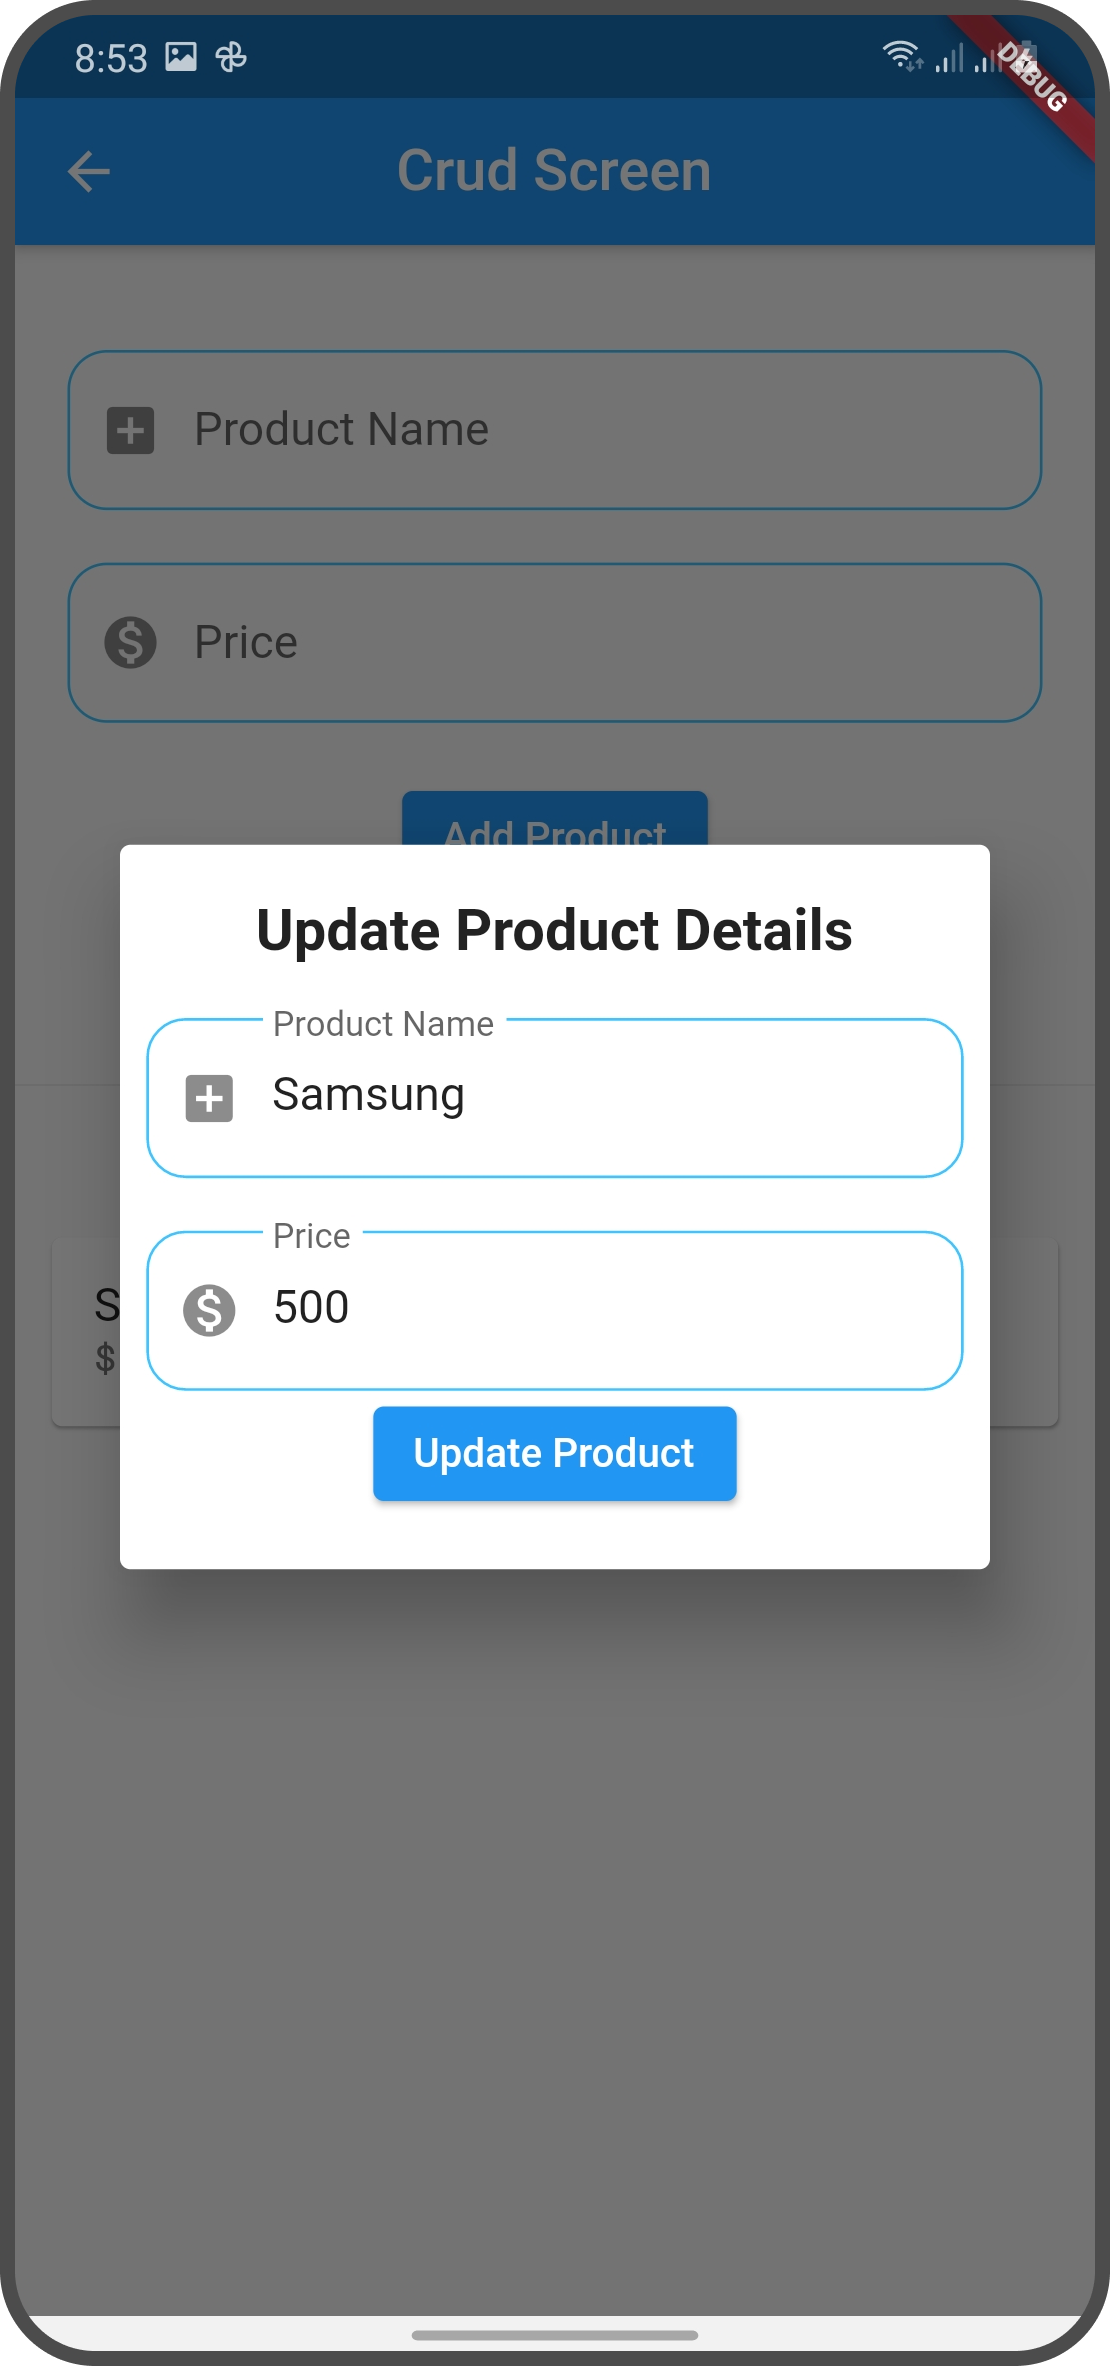 8:53
DEBUG
Crud Screen
Product Name
Price
Add Product
Update Product Details
Product Name
Samsung
Price
500
S
$
Update Product